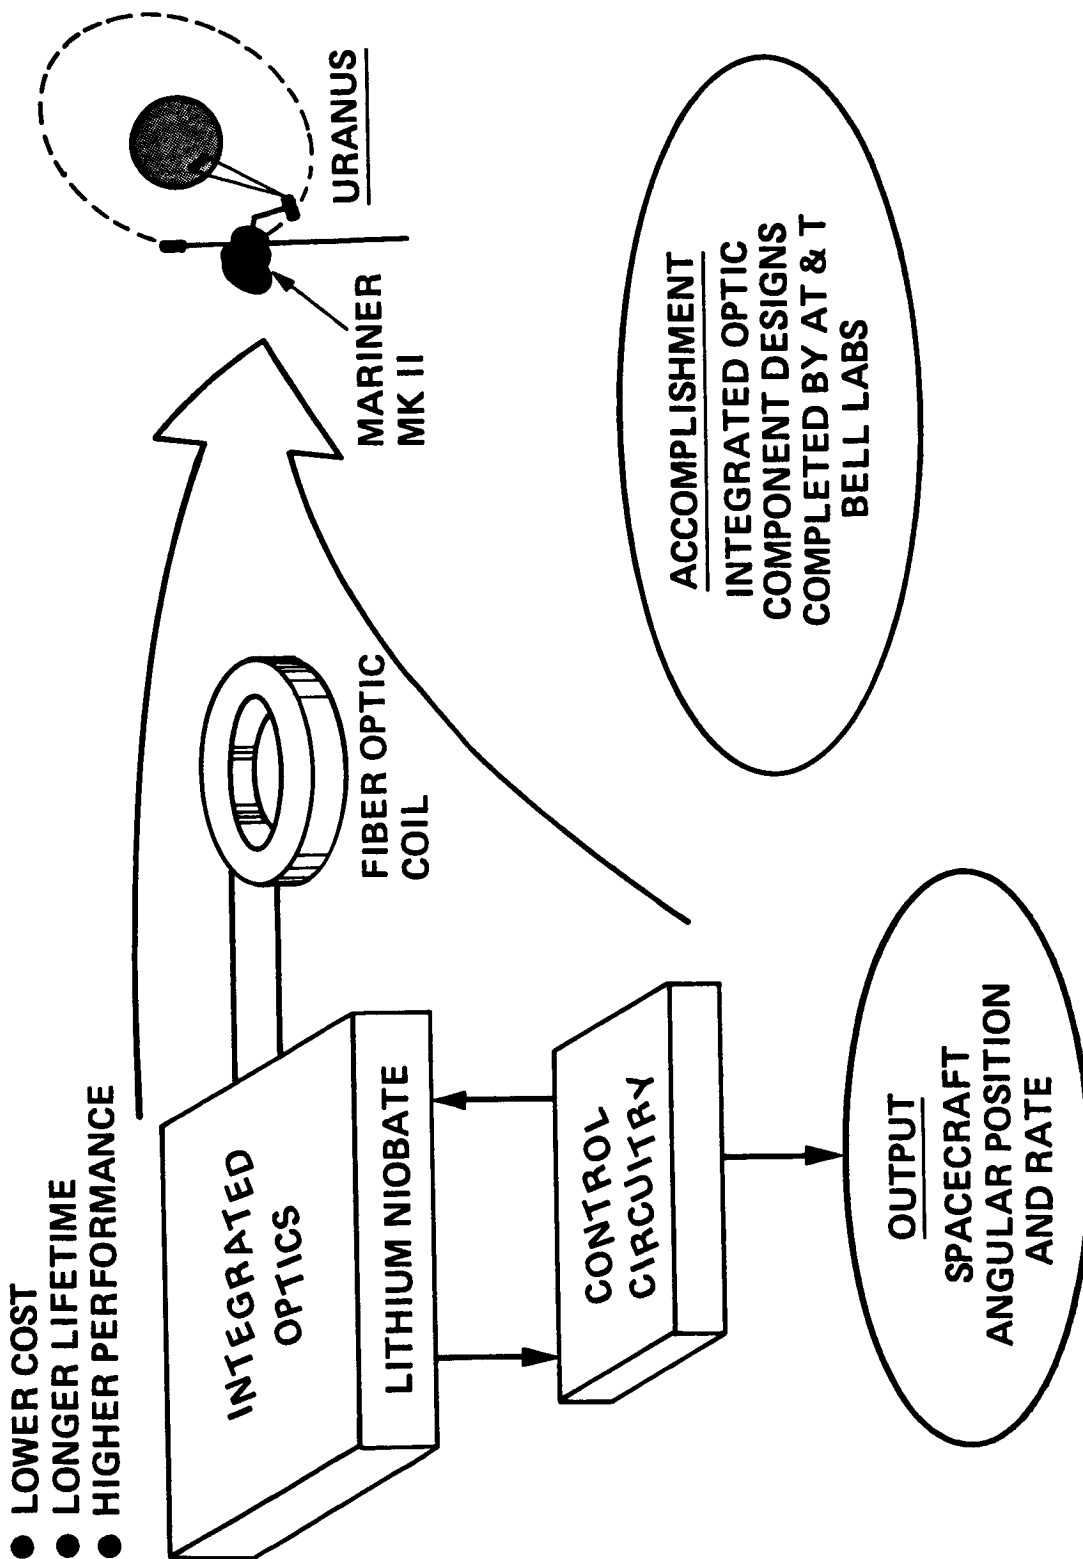 ● LOWER COST
● LONGER LIFETIME
● HIGHER PERFORMANCE
INTEGRATED
OPTICS
LITHIUM NIOBATE
FIBER OPTIC
COIL
CONTROL
CIRCUITRY
MARINER
MK II
URANUS
OUTPUT
SPACECRAFT
ANGULAR POSITION
AND RATE
ACCOMPLISHMENT
INTEGRATED OPTIC
COMPONENT DESIGNS
COMPLETED BY AT & T
BELL LABS